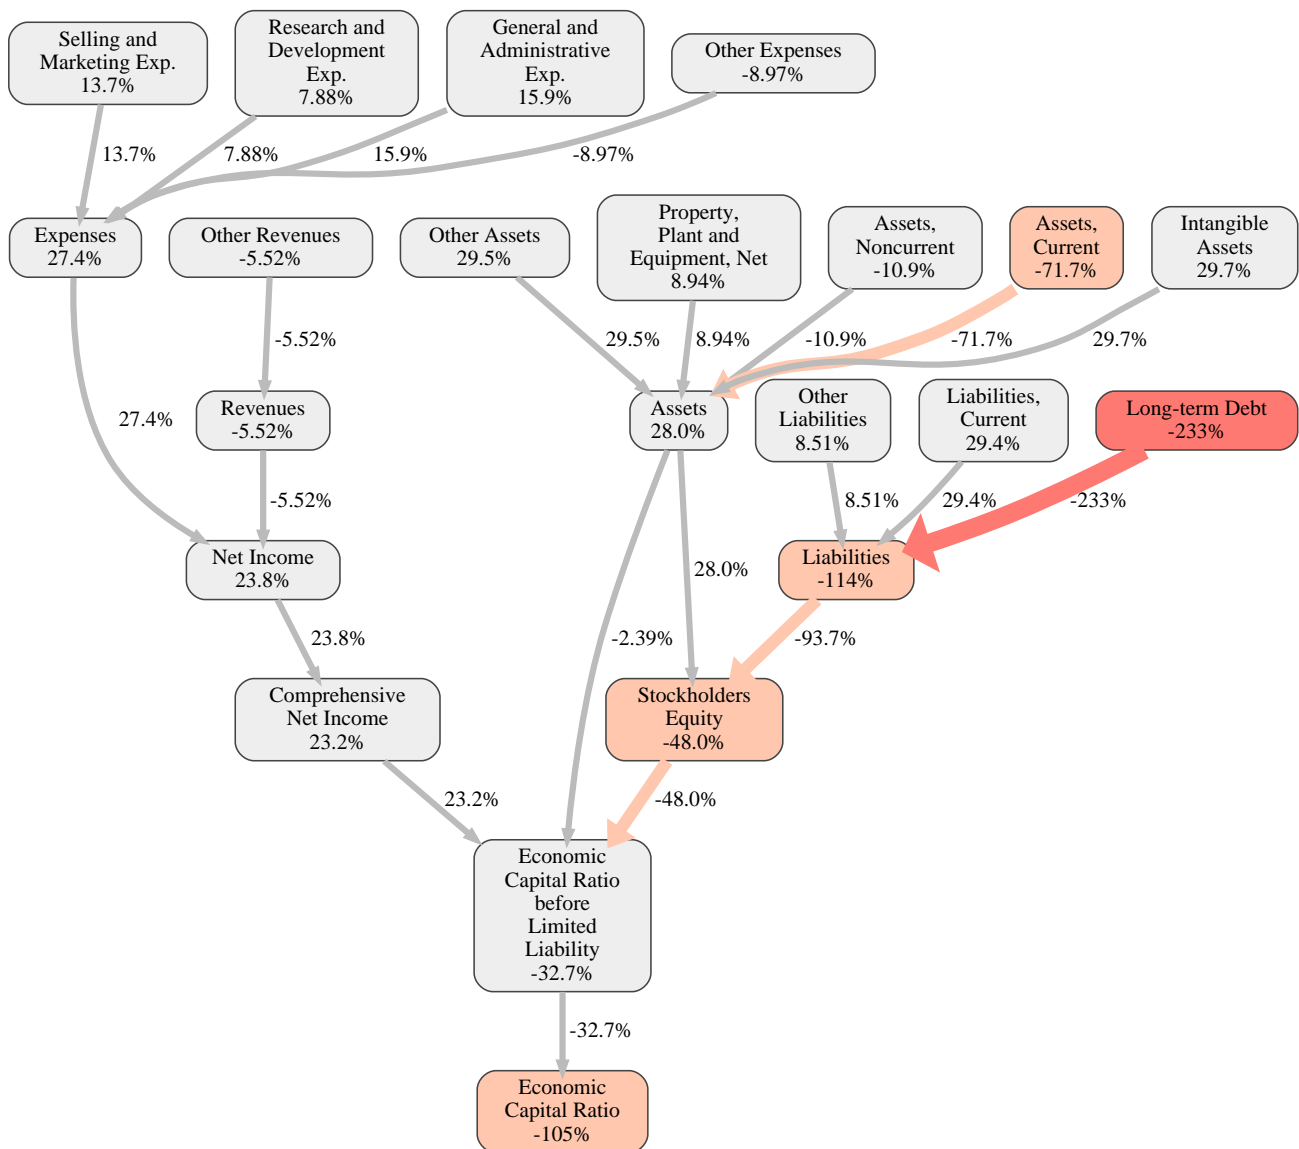 Selling and
Marketing Exp.
13.7%
Research and
Development
Exp.
7.88%
General and
Administrative
Exp.
15.9%
Other Expenses
-8.97%
13.7%
7.88%
15.9%
-8.97%
Expenses
27.4%
Other Revenues
-5.52%
Other Assets
29.5%
Property,
Plant and
Equipment, Net
8.94%
Assets,
Noncurrent
-10.9%
Assets,
Current
-71.7%
Intangible
Assets
29.7%
-5.52%
29.5%
8.94%
-10.9%
-71.7%
29.7%
27.4%
Revenues
-5.52%
Assets
28.0%
Other
Liabilities
8.51%
Liabilities,
Current
29.4%
Long-term Debt
-233%
-5.52%
8.51%
29.4%
-233%
Net Income
23.8%
28.0%
Liabilities
-114%
23.8%
-2.39%
-93.7%
Comprehensive
Net Income
23.2%
Stockholders
Equity
-48.0%
23.2%
-48.0%
Economic
Capital Ratio
before
Limited
Liability
-32.7%
-32.7%
Economic
Capital Ratio
-105%